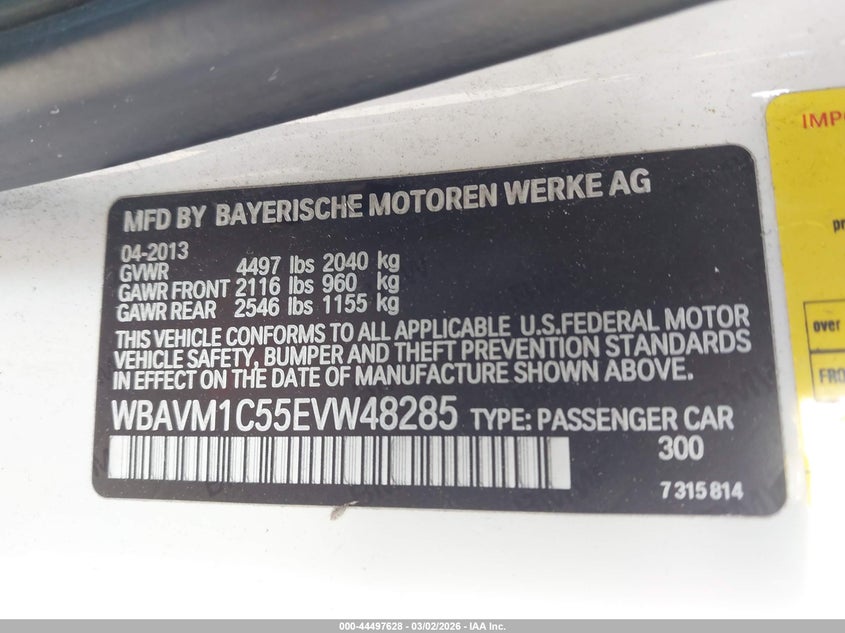 MFD BY BAYERISCHE MOTOREN WERKE AG
04-2013
GVWR 4497 lbs 2040 kg
GAWR FRONT 2116 lbs 960 kg
GAWR REAR 2546 lbs 1155 kg
THIS VEHICLE CONFORMS TO ALL APPLICABLE U.S.FEDERAL MOTOR
VEHICLE SAFETY, BUMPER AND THEFT PREVENTION STANDARDS
IN EFFECT ON THE DATE OF MANUFACTURE SHOWN ABOVE.
WBAVM1C55EVW48285 TYPE: PASSENGER CAR
300
7 315 814
over
000-44497628 - 03/02/2026 - IAA Inc.